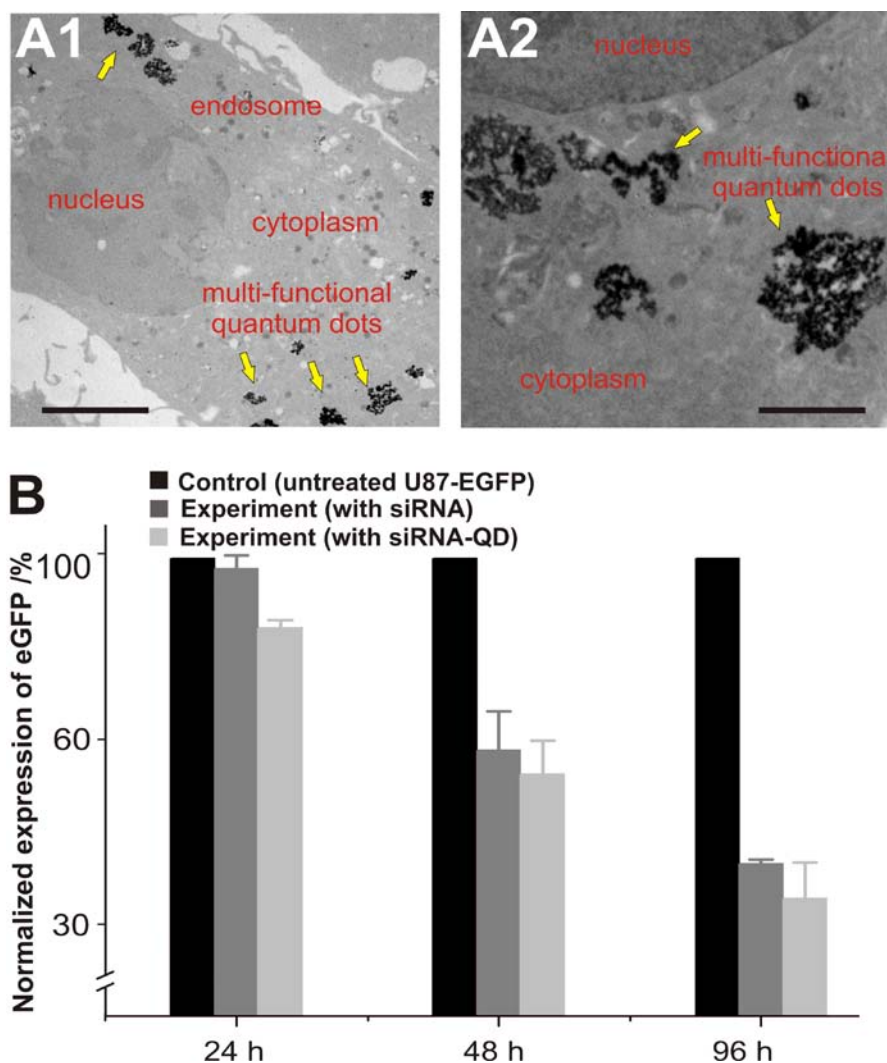 A1
endosome
nucleus
cytoplasm
multi-functional
quantum dots
A2
nucleus
multi-functiona
quantum dots
cytoplasm
B
Control (untreated U87-EGFP)
Experiment (with siRNA)
Experiment (with siRNA-QD)
Normalized expression of eGFP /%
100
60
30
24 h
48 h
96 h